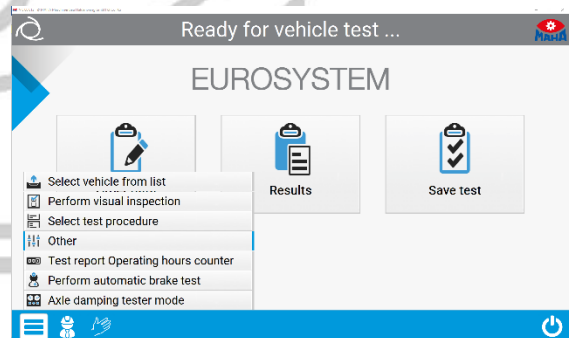 Ready for vehicle test ...
MAHA
EUROSYSTEM
Results
Save test
Select vehicle from list
Perform visual inspection
Select test procedure
Other
Test report Operating hours counter
Perform automatic brake test
Axle damping tester mode